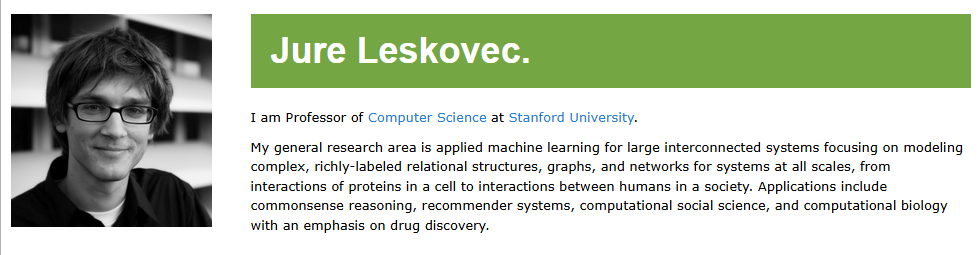 Jure Leskovec.
I am Professor of Computer Science at Stanford University.
My general research area is applied machine learning for large interconnected systems focusing on modeling
complex, richly-labeled relational structures, graphs, and networks for systems at all scales, from
interactions of proteins in a cell to interactions between humans in a society. Applications include
commonsense reasoning, recommender systems, computational social science, and computational biology
with an emphasis on drug discovery.